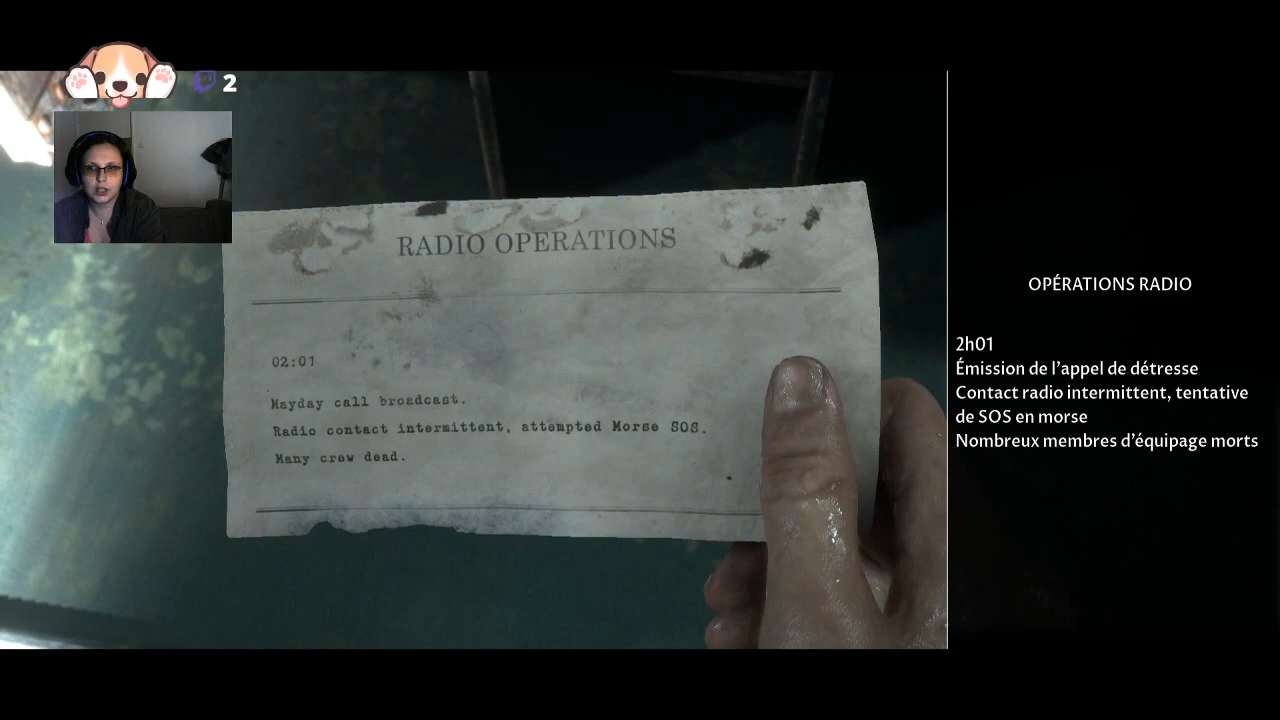 2
RADIO OPERATIONS
02:01
Mayday call broadcast.
Radio contact intermittent, attempted Morse SOS.
Many crew dead.
OPÉRATIONS RADIO
2h01
Émission de l'appel de détresse
Contact radio intermittent, tentative
de SOS en morse
Nombreux membres d'équipage morts